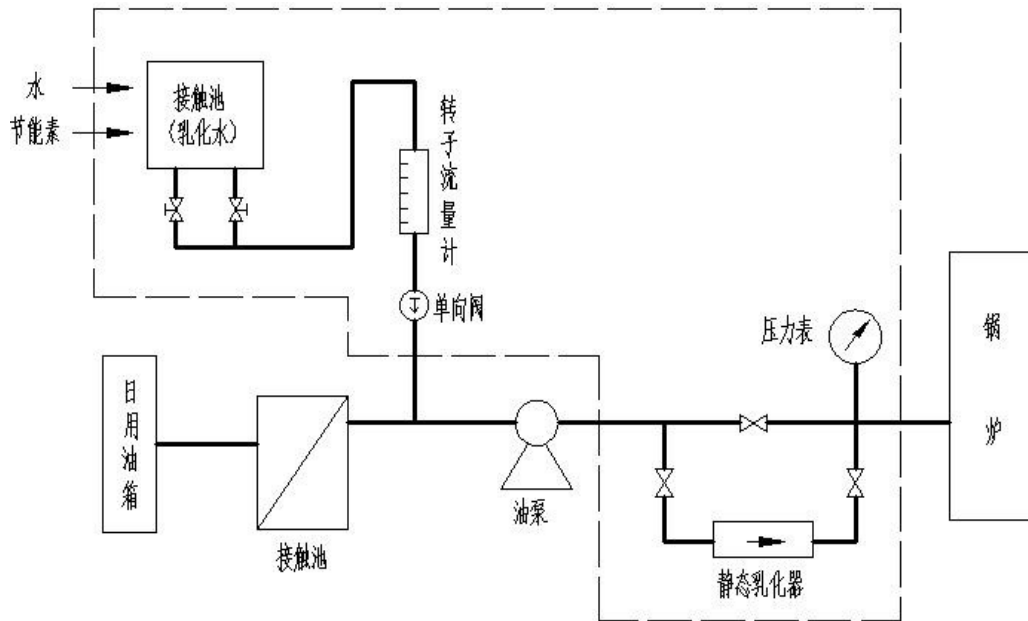 水
节能素
接触池
(乳化水)
转子流量计
单向阀
压力表
锅炉
日用油箱
接触池
油泵
静态乳化器